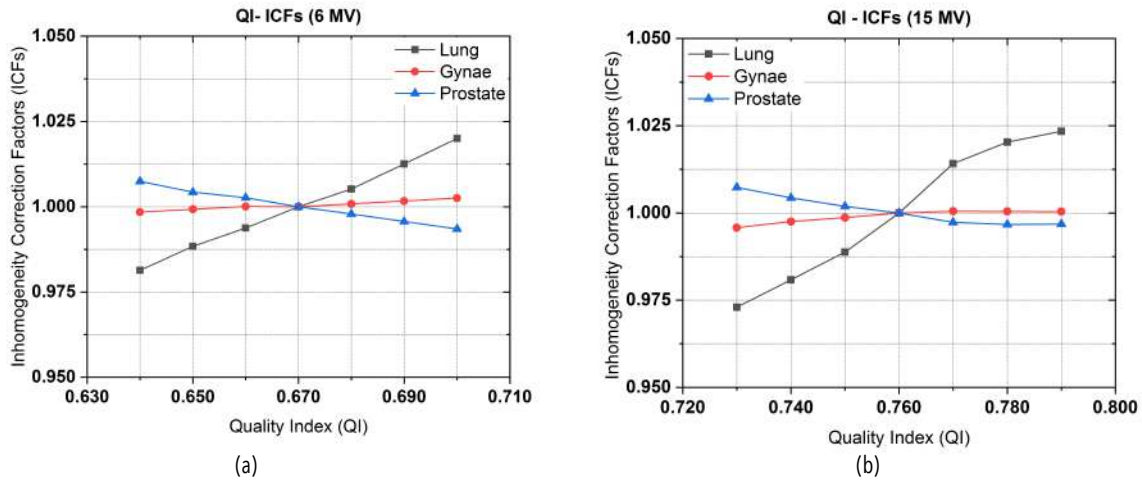 QI- ICFs (6 MV)
Inhomogeneity Correction Factors (ICFs)
1.050
1.025
1.000
0.975
0.950
Lung
Gynae
Prostate
0.630 0.650 0.670 0.690 0.710
Quality Index (QI)
(a)
QI - ICFs (15 MV)
Inhomogeneity Correction Factors (ICFs)
1.050
1.025
1.000
0.975
0.950
Lung
Gynae
Prostate
0.720 0.740 0.760 0.780 0.800
Quality Index (QI)
(b)